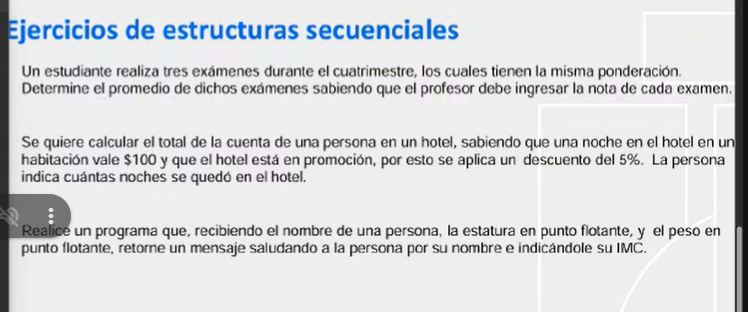 Ejercicios de estructuras secuenciales
Un estudiante realiza tres exámenes durante el cuatrimestre, los cuales tienen la misma ponderación.
Determine el promedio de dichos exámenes sabiendo que el profesor debe ingresar la nota de cada examen.
Se quiere calcular el total de la cuenta de una persona en un hotel, sabiendo que una noche en el hotel en un
habitación vale $100 y que el hotel está en promoción, por esto se aplica un descuento del 5%. La persona
indica cuántas noches se quedó en el hotel.
Realice un programa que, recibiendo el nombre de una persona, la estatura en punto flotante, y el peso en
punto flotante, retorne un mensaje saludando a la persona por su nombre e indicándole su IMC.